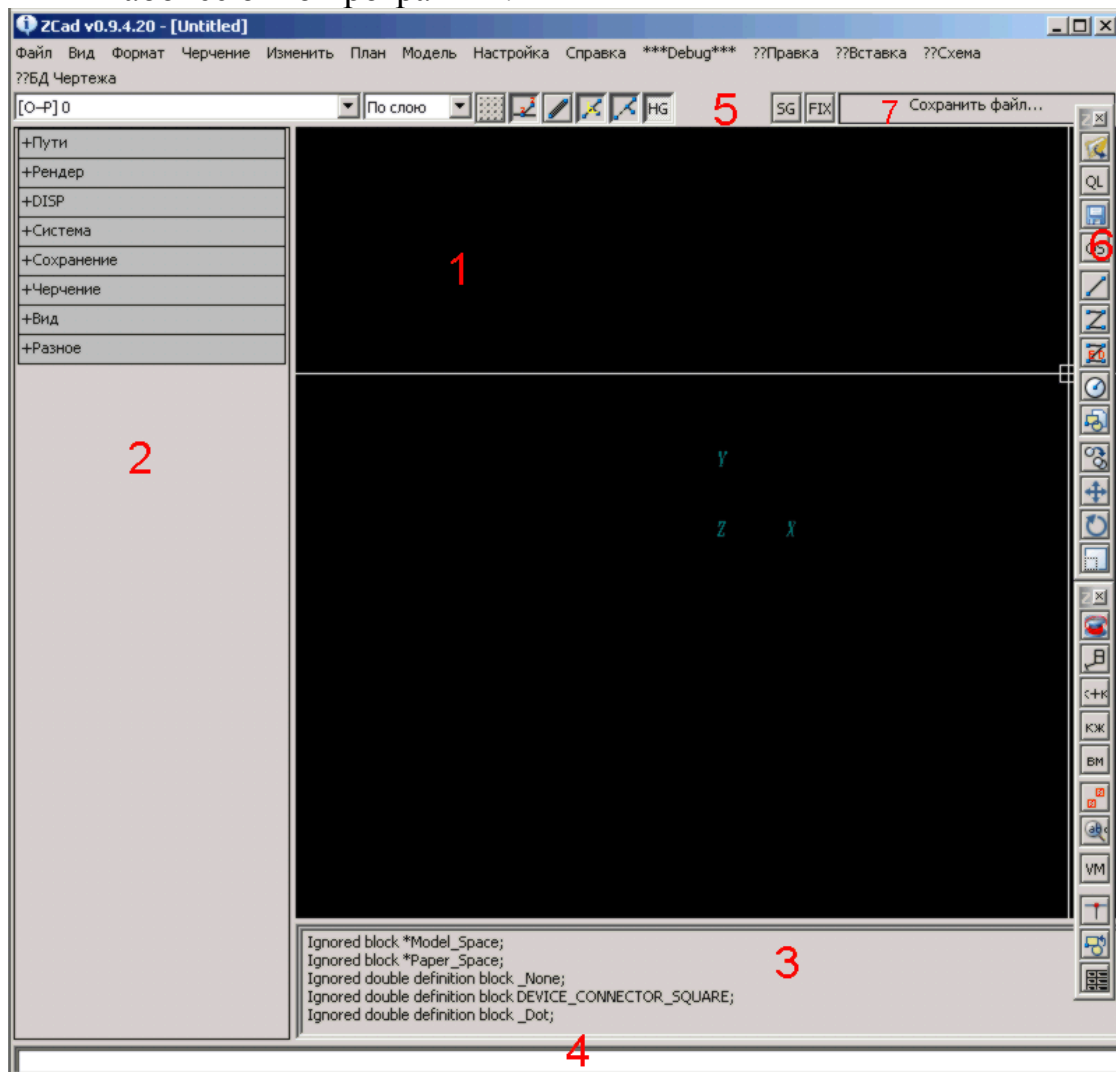 ZCad v0.9.4.20 - [Untitled]
Файл Вид Формат Черчение Изменить План Модель Настройка Справка ***Debug*** ??Правка ??Вставка ??Схема
??БД Чертежа
[O-P] 0 По слою HG 5 SG FIX 7 Сохранить файл...
+Пути
+Рендер
+DISP
+Система
+Сохранение
+Черчение
+Вид
+Разное
1
2
Y
Z X
QL
6
КЖ
ВМ
VM
Ignored block *Model_Space;
Ignored block *Paper_Space;
Ignored double definition block _None;
Ignored double definition block DEVICE_CONNECTOR_SQUARE;
Ignored double definition block _Dot;
3
4